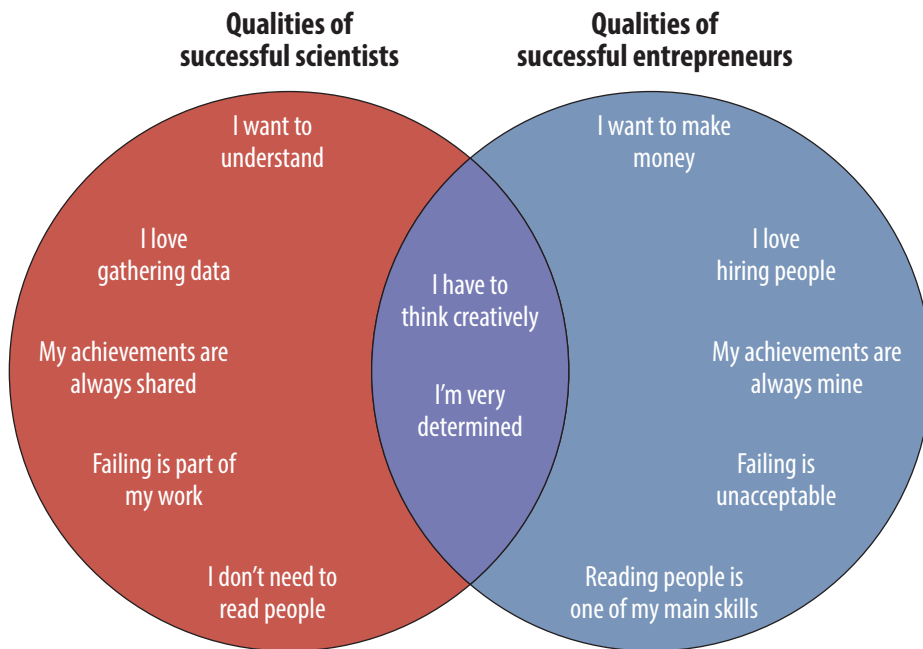 Qualities of
successful scientists
Qualities of
successful entrepreneurs
I want to
understand
I love
gathering data
My achievements are
always shared
Failing is part of
my work
I don't need to
read people
I have to
think creatively
I'm very
determined
I want to make
money
I love
hiring people
My achievements are
always mine
Failing is
unacceptable
Reading people is
one of my main skills